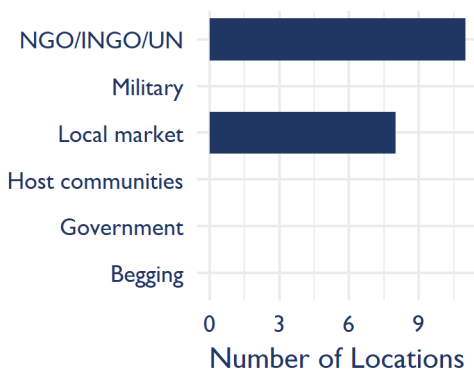 NGO/INGO/UN
Military
Local market
Host communities
Government
Begging
0 3 6 9
Number of Locations